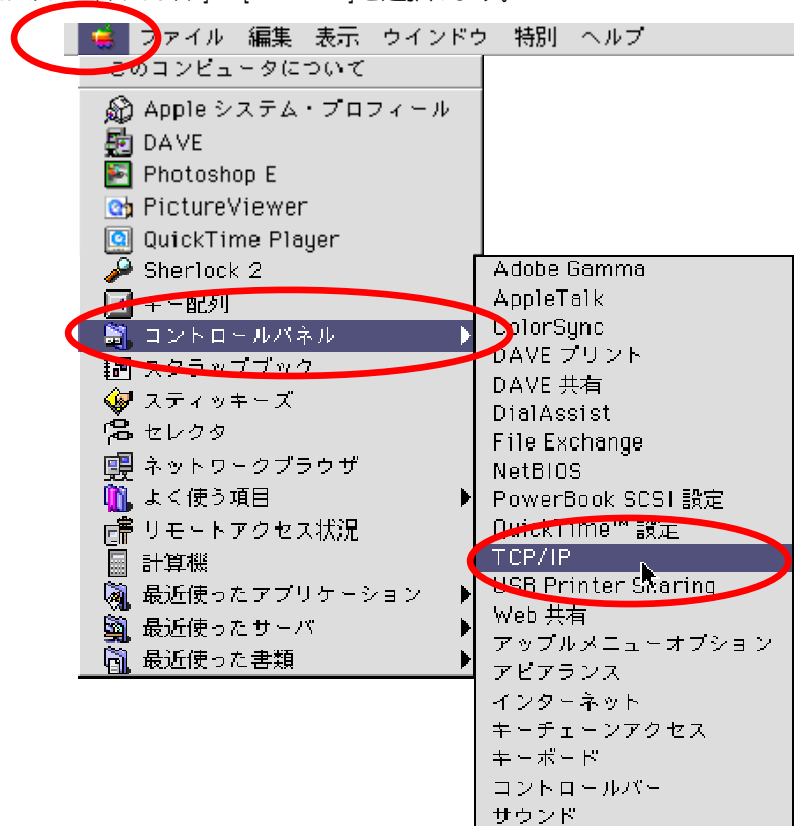 ファイル 編集 表示 ウインドウ 特別 ヘルプ
このコンピュータについて
Apple システム・プロフィール
DAVE
Photoshop E
PictureViewer
QuickTime Player
Sherlock 2
キー配列
コントロールパネル
スクラップブック
スティッキーズ
セレクタ
ネットワークブラウザ
よく使う項目
リモートアクセス状況
計算機
最近使ったアプリケーション
最近使ったサーバ
最近使った書類
Adobe Gamma
AppleTalk
ColorSync
DAVE プリント
DAVE 共有
DialAssist
File Exchange
NetBIOS
PowerBook SCSI 設定
QuickTime™ 設定
TCP/IP
USB Printer Sharing
Web 共有
アップルメニューオプション
アピアランス
インターネット
キーチェーンアクセス
キーボード
コントロールバー
サウンド